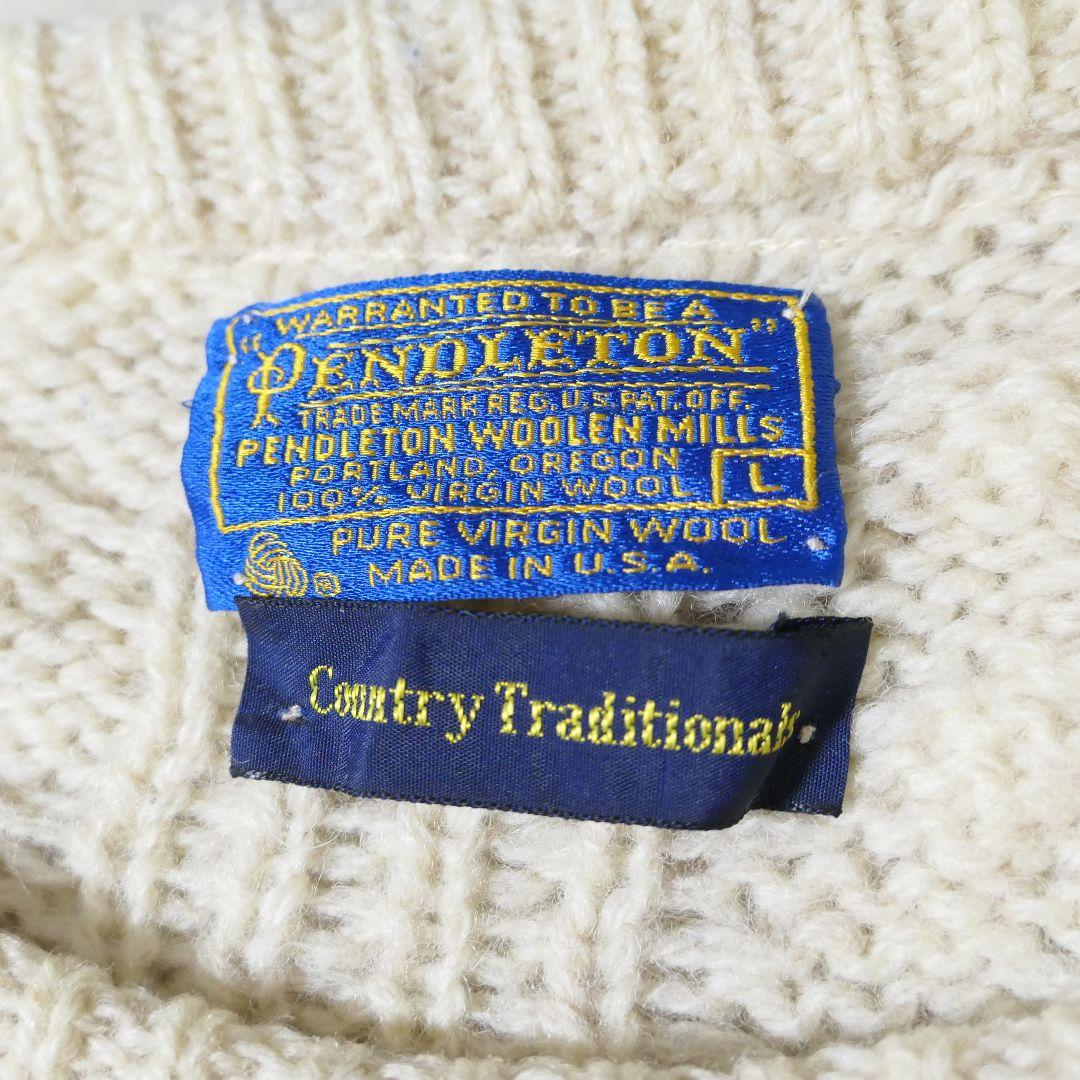 WARRANTED TO BE A
"PENDLETON"
TRADE MARK REG. U.S. PAT. OFF.
PENDLETON WOOLEN MILLS
PORTLAND, OREGON
100% VIRGIN WOOL
L
PURE VIRGIN WOOL
® MADE IN U.S.A.
Country Traditionals